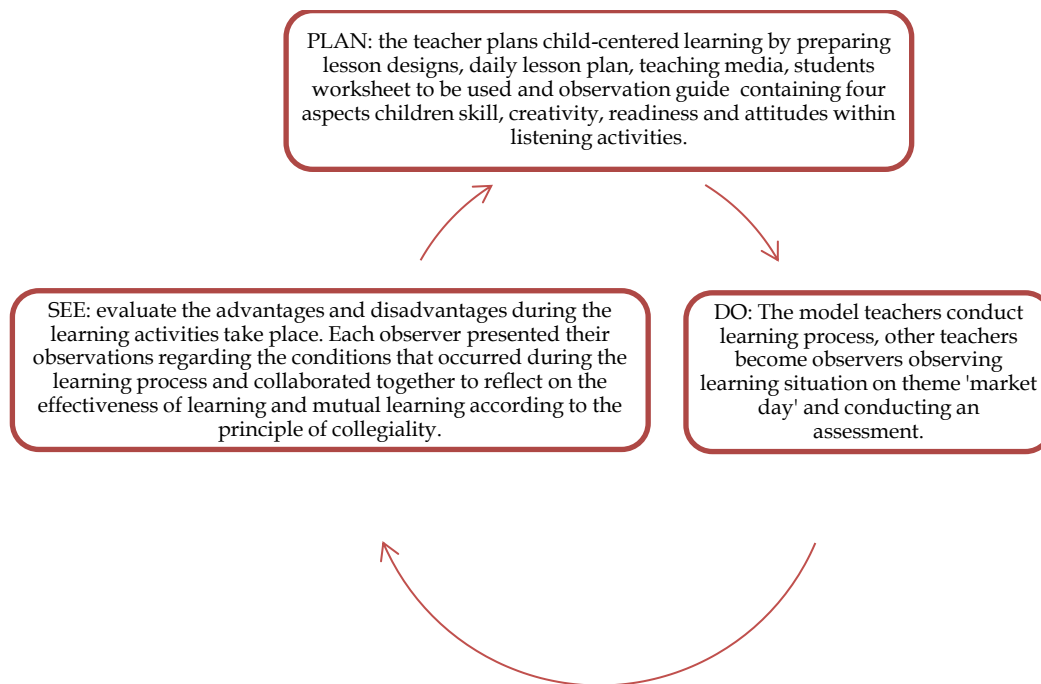 PLAN: the teacher plans child-centered learning by preparing
lesson designs, daily lesson plan, teaching media, students
worksheet to be used and observation guide containing four
aspects children skill, creativity, readiness and attitudes within
listening activities.
SEE: evaluate the advantages and disadvantages during the
learning activities take place. Each observer presented their
observations regarding the conditions that occurred during the
learning process and collaborated together to reflect on the
effectiveness of learning and mutual learning according to the
principle of collegiality.
DO: The model teachers conduct
learning process, other teachers
become observers observing
learning situation on theme 'market
day' and conducting an
assessment.